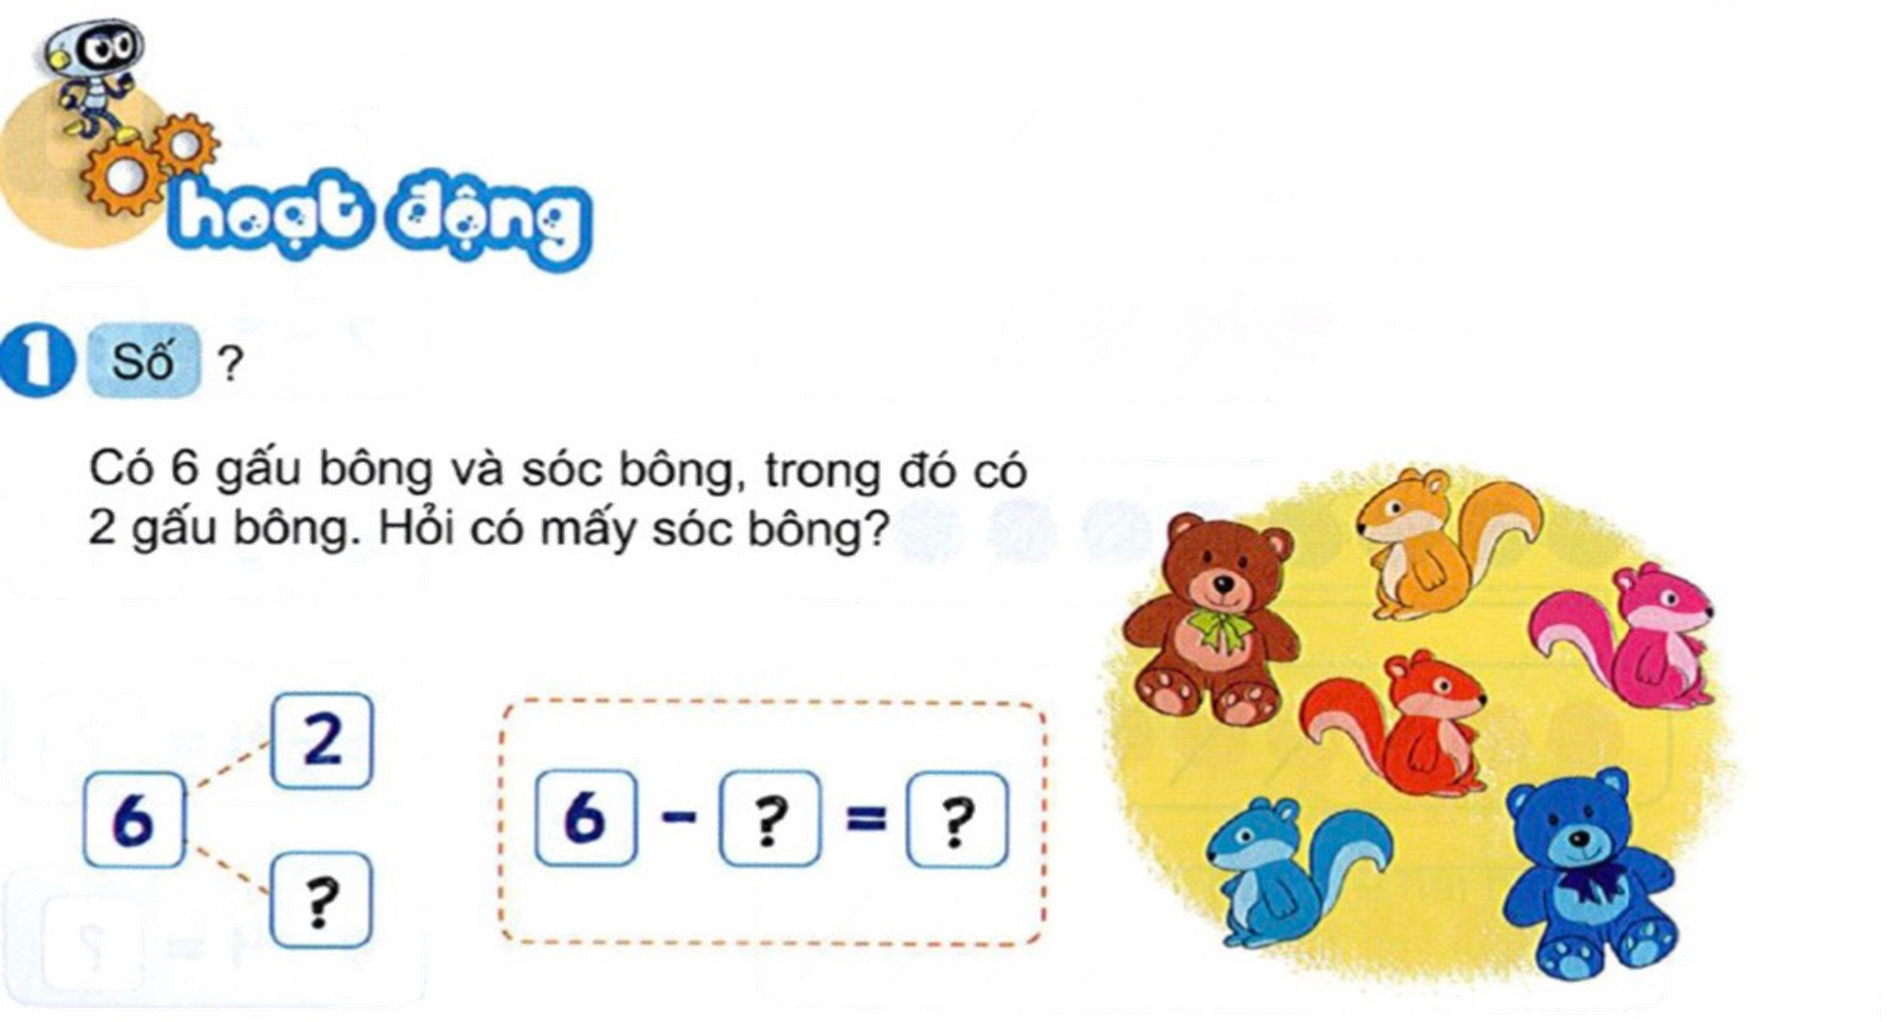 hoạt động
1 Số ?
Có 6 gấu bông và sóc bông, trong đó có
2 gấu bông. Hỏi có mấy sóc bông?
2
6
?
6 - ? = ?